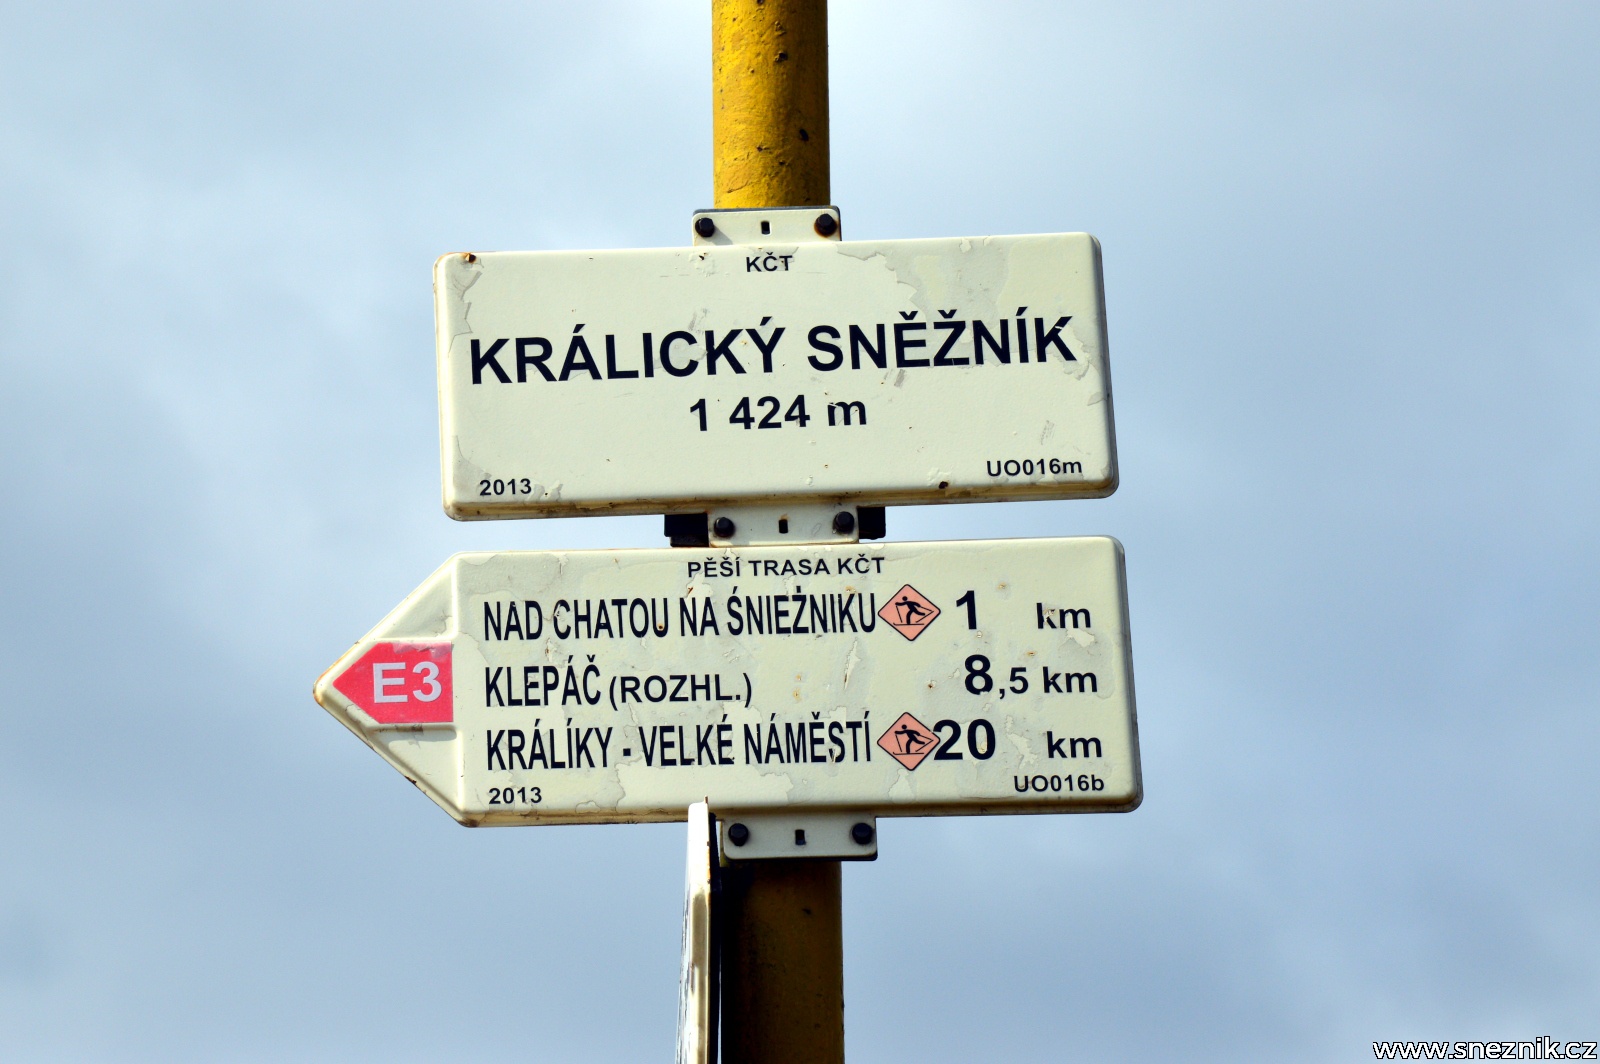 KČT
KRÁLICKÝ SNĚŽNÍK
1 424 m
2013 UO016m
PĚŠÍ TRASA KČT
NAD CHATOU NA ŚNIEŻNIKU 1 km
E3 KLEPÁČ (ROZHL.) 8,5 km
KRÁLÍKY - VELKÉ NÁMĚSTÍ 20 km
2013 UO016b
www.sneznik.cz